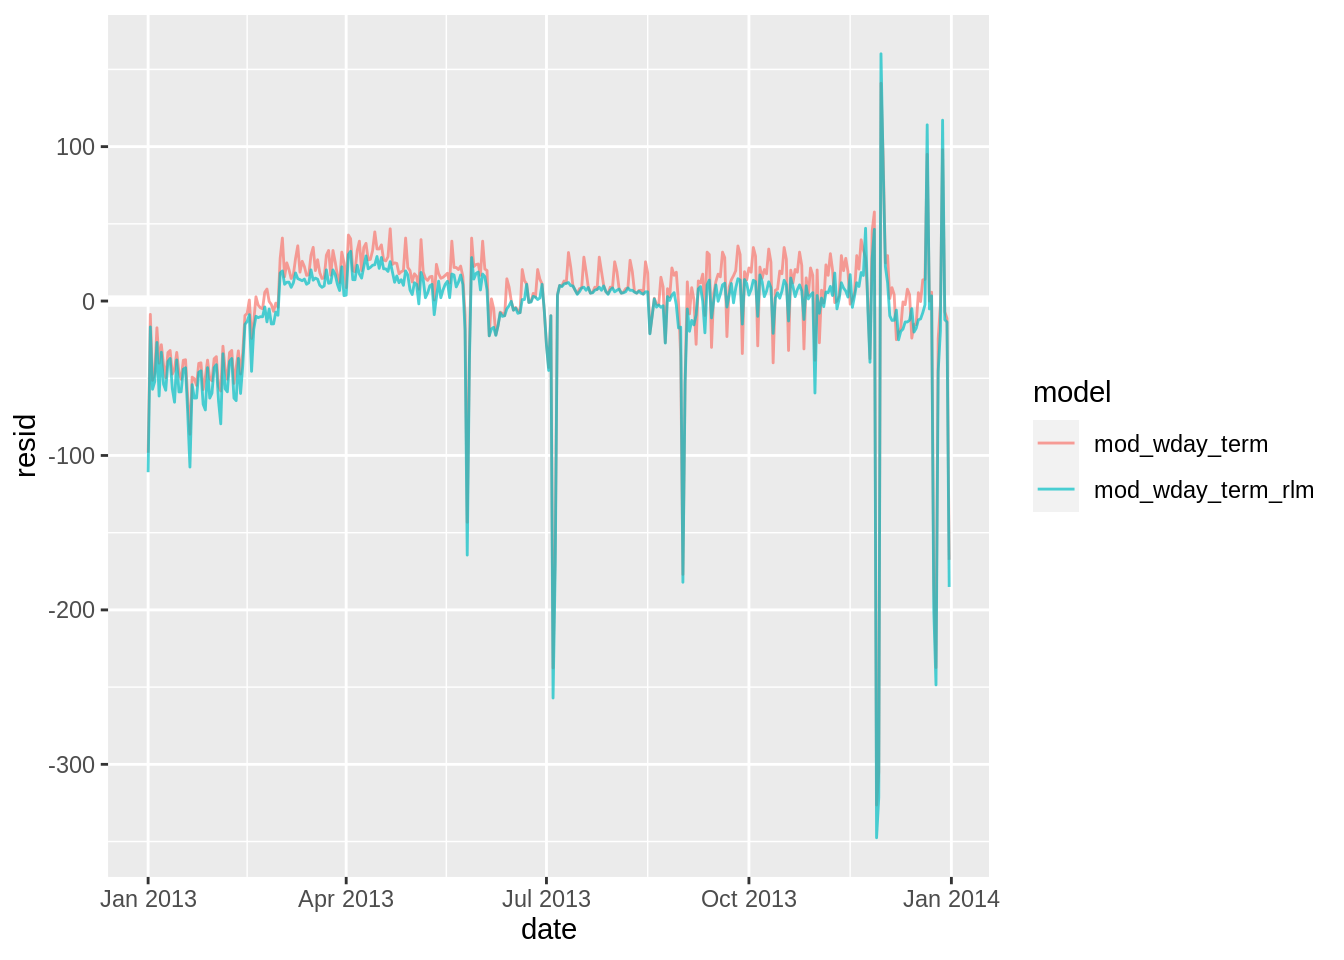 100
0
-100
-200
-300
resid
Jan 2013
Apr 2013
Jul 2013
Oct 2013
Jan 2014
date
model
mod_wday_term
mod_wday_term_rlm